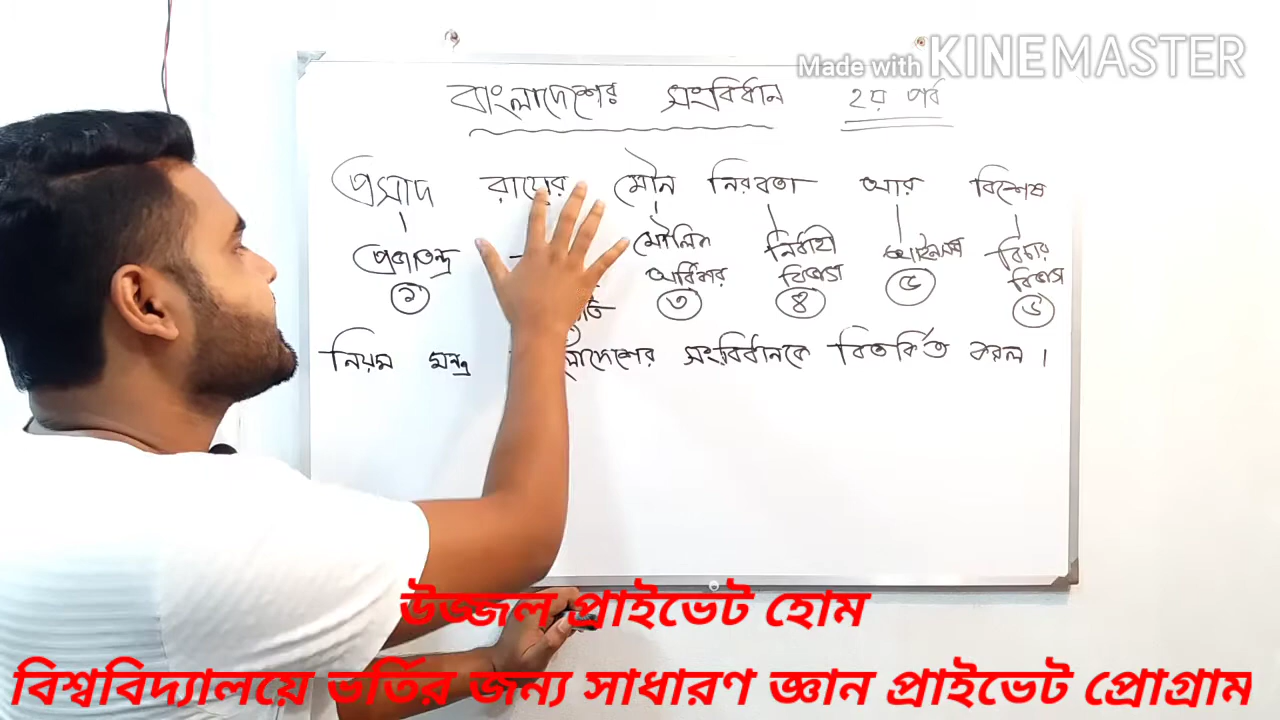 Made with KINEMASTER
বাংলাদেশের সংবিধান ২য় পর্ব
প্রসাদ রায়ের মৌন নিরবতা আর বিশেষ
প্রজাতন্ত্র মৌলিক নির্বাহী আইনসভা বিচার
অধিকার বিভাগ বিভাগ
১ ৩ ৪ ৫ ৬
নিয়ম মন্ত্র সংবিধানকে বিতর্কিত করল।
উজ্জল প্রাইভেট হোম
বিশ্ববিদ্যালয়ে ভর্তির জন্য সাধারণ জ্ঞান প্রাইভেট প্রোগ্রাম